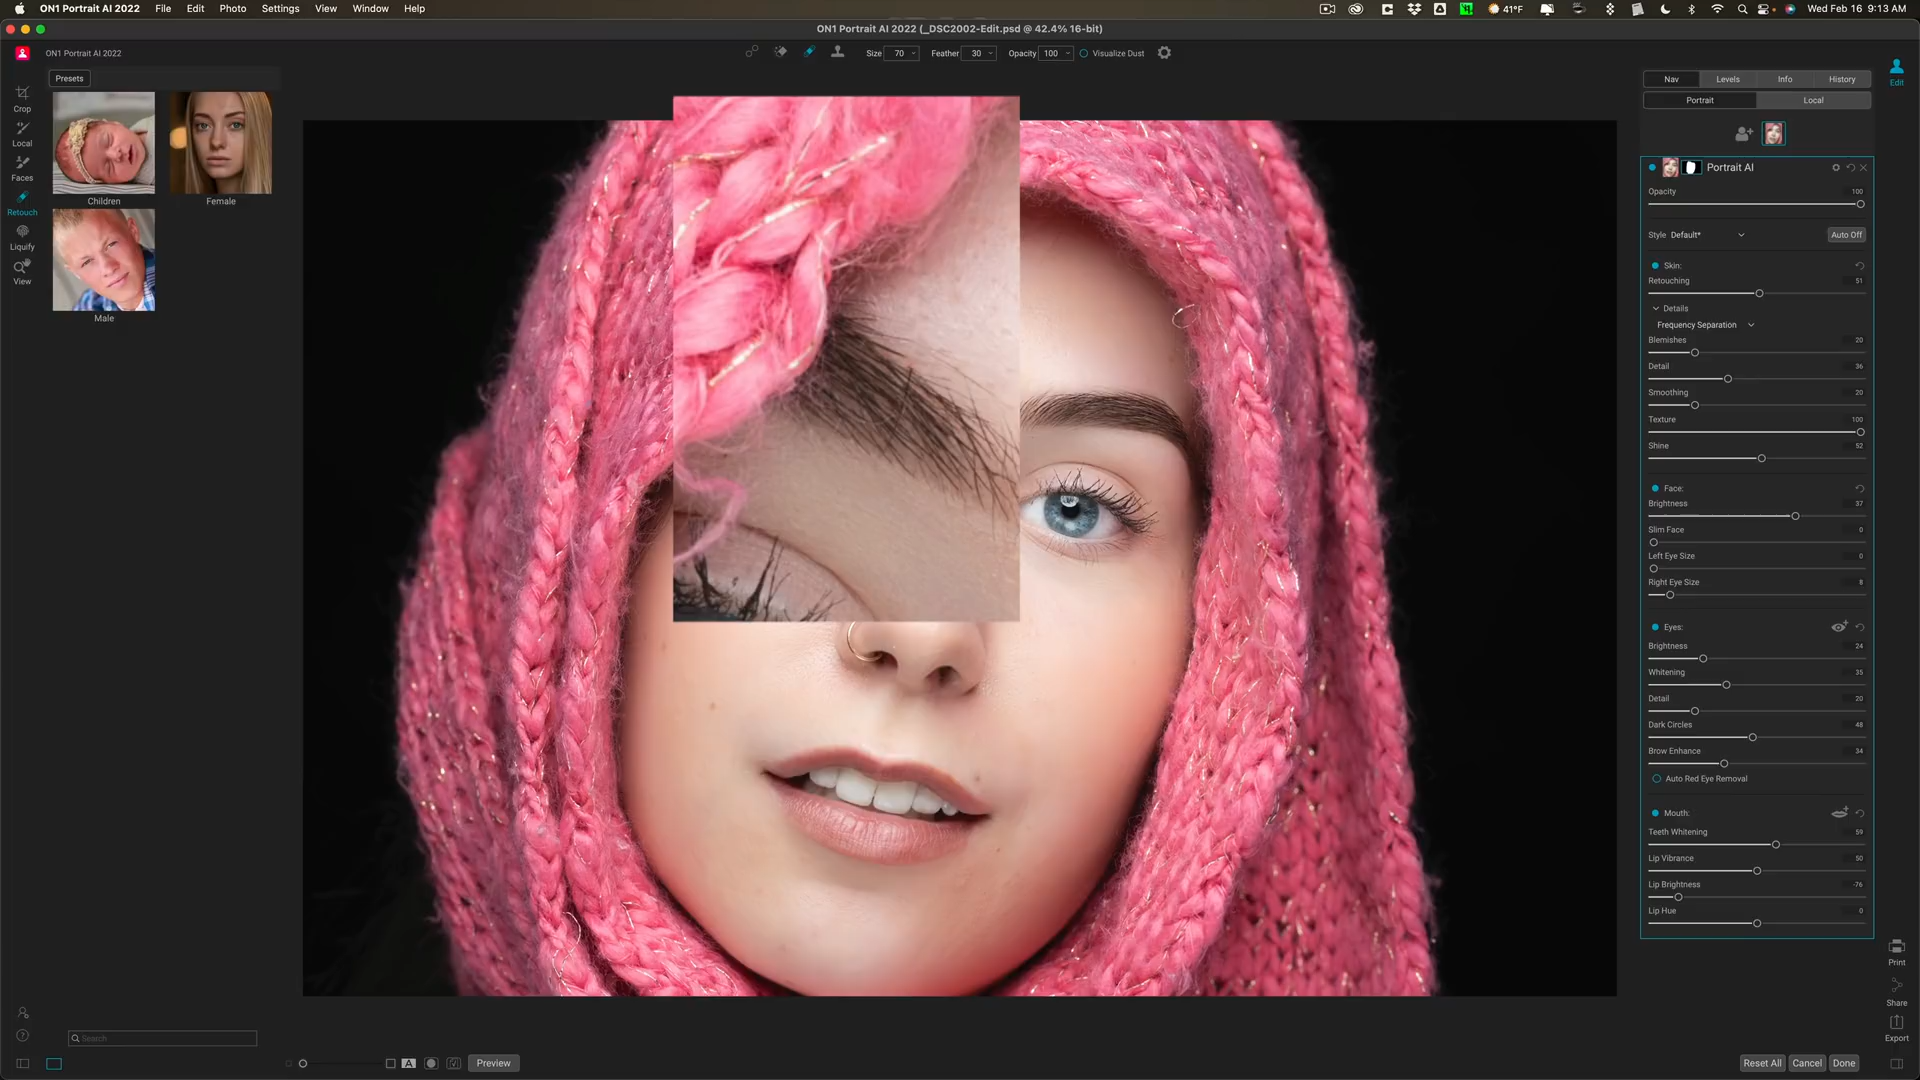 ON1 Portrait AI 2022 File Edit Photo Settings View Window Help
41°F Wed Feb 16 9:13 AM
ON1 Portrait AI 2022 (_DSC2002-Edit.psd @ 42.4% 16-bit)
ON1 Portrait AI 2022
Size 70 Feather 30 Opacity 100 Visualize Dust
Presets
Children
Female
Male
Crop
Local
Faces
Retouch
Liquify
View
Search
A
Preview
Nav Levels Info History
Portrait Local
Edit
Portrait AI
Opacity 100
Style Default* Auto Off
Skin:
Retouching 51
Details
Frequency Separation
Blemishes 20
Detail 36
Smoothing 20
Texture 100
Shine 52
Face:
Brightness 37
Slim Face 0
Left Eye Size 0
Right Eye Size 8
Eyes:
Brightness 24
Whitening 35
Detail 20
Dark Circles 48
Brow Enhance 34
Auto Red Eye Removal
Mouth:
Teeth Whitening 59
Lip Vibrance 50
Lip Brightness -76
Lip Hue 0
Print
Share
Export
Reset All Cancel Done